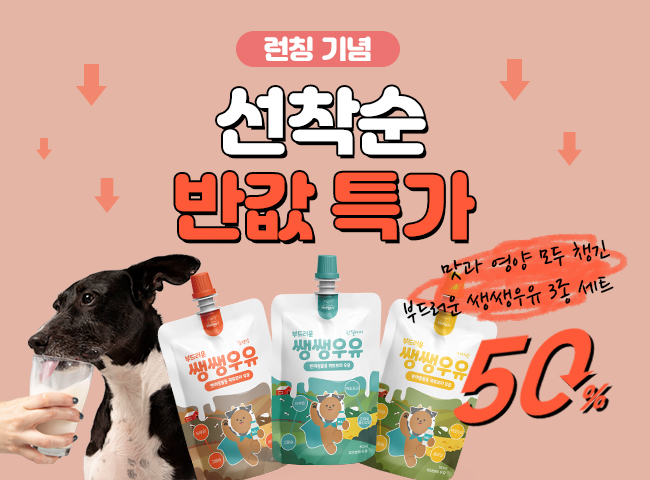 런칭 기념
선착순
반값 특가
맛과 영양 모두 챙긴
부드러운 쌩쌩우유 3종 세트
50%
부드러운
쌩쌩우유
부드러운
쌩쌩우유
부드러운
쌩쌩우유